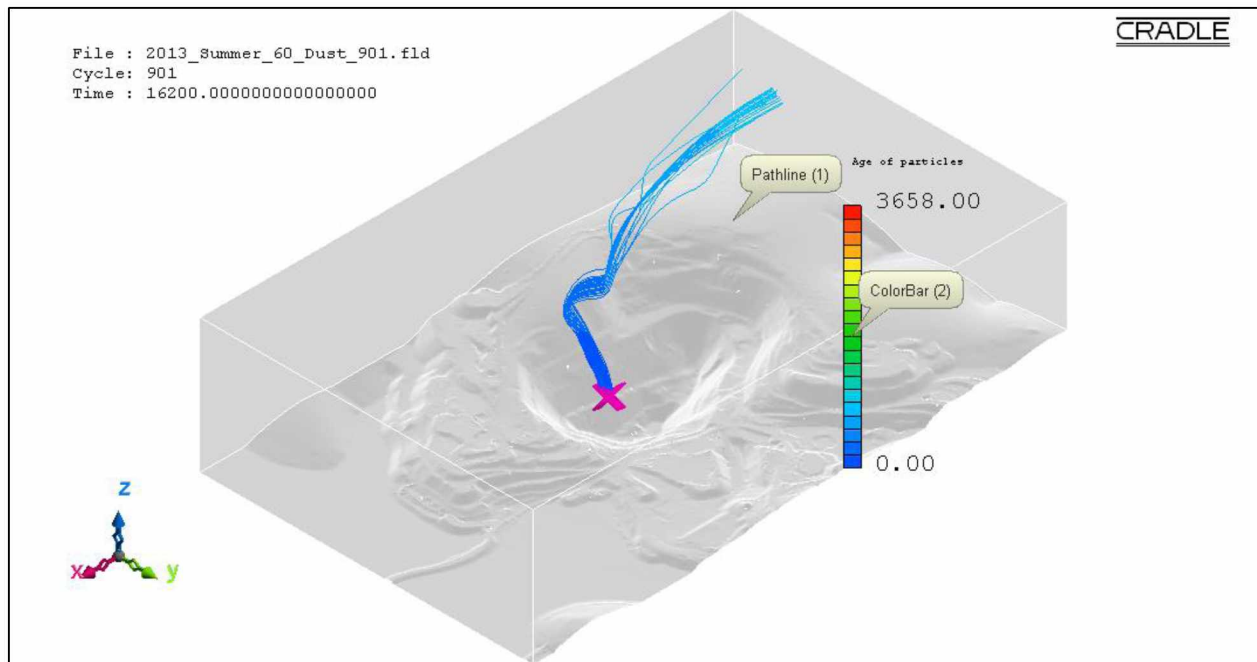 CRADLE
File : 2013_Summer_60_Dust_901.fld
Cycle: 901
Time : 16200.0000000000000000
Age of particles
Pathline (1)
3658.00
ColorBar (2)
0.00
z
x
y